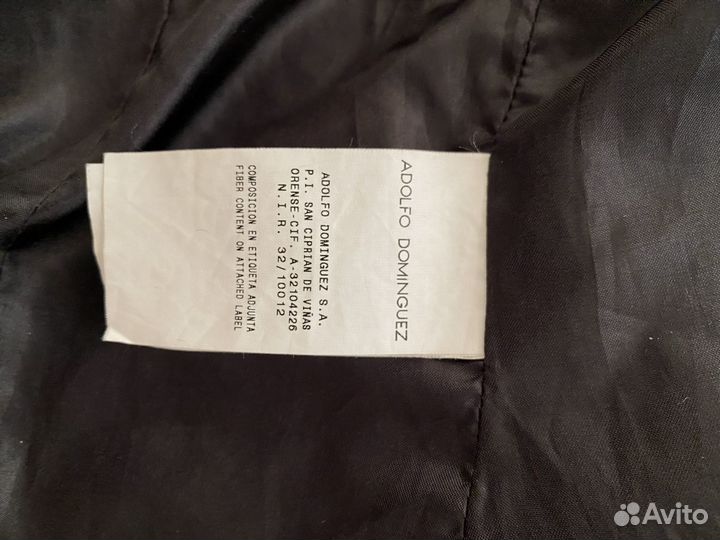 ADOLFO DOMINGUEZ
ADOLFO DOMINGUEZ S.A.
P.I. SAN CIPRIAN DE VIÑAS
ORENSE-CIF. A-32104226
N.I.R. 32/10012
COMPOSICION EN ETIQUETA ADJUNTA
FIBER CONTENT ON ATTACHED LABEL
Avito